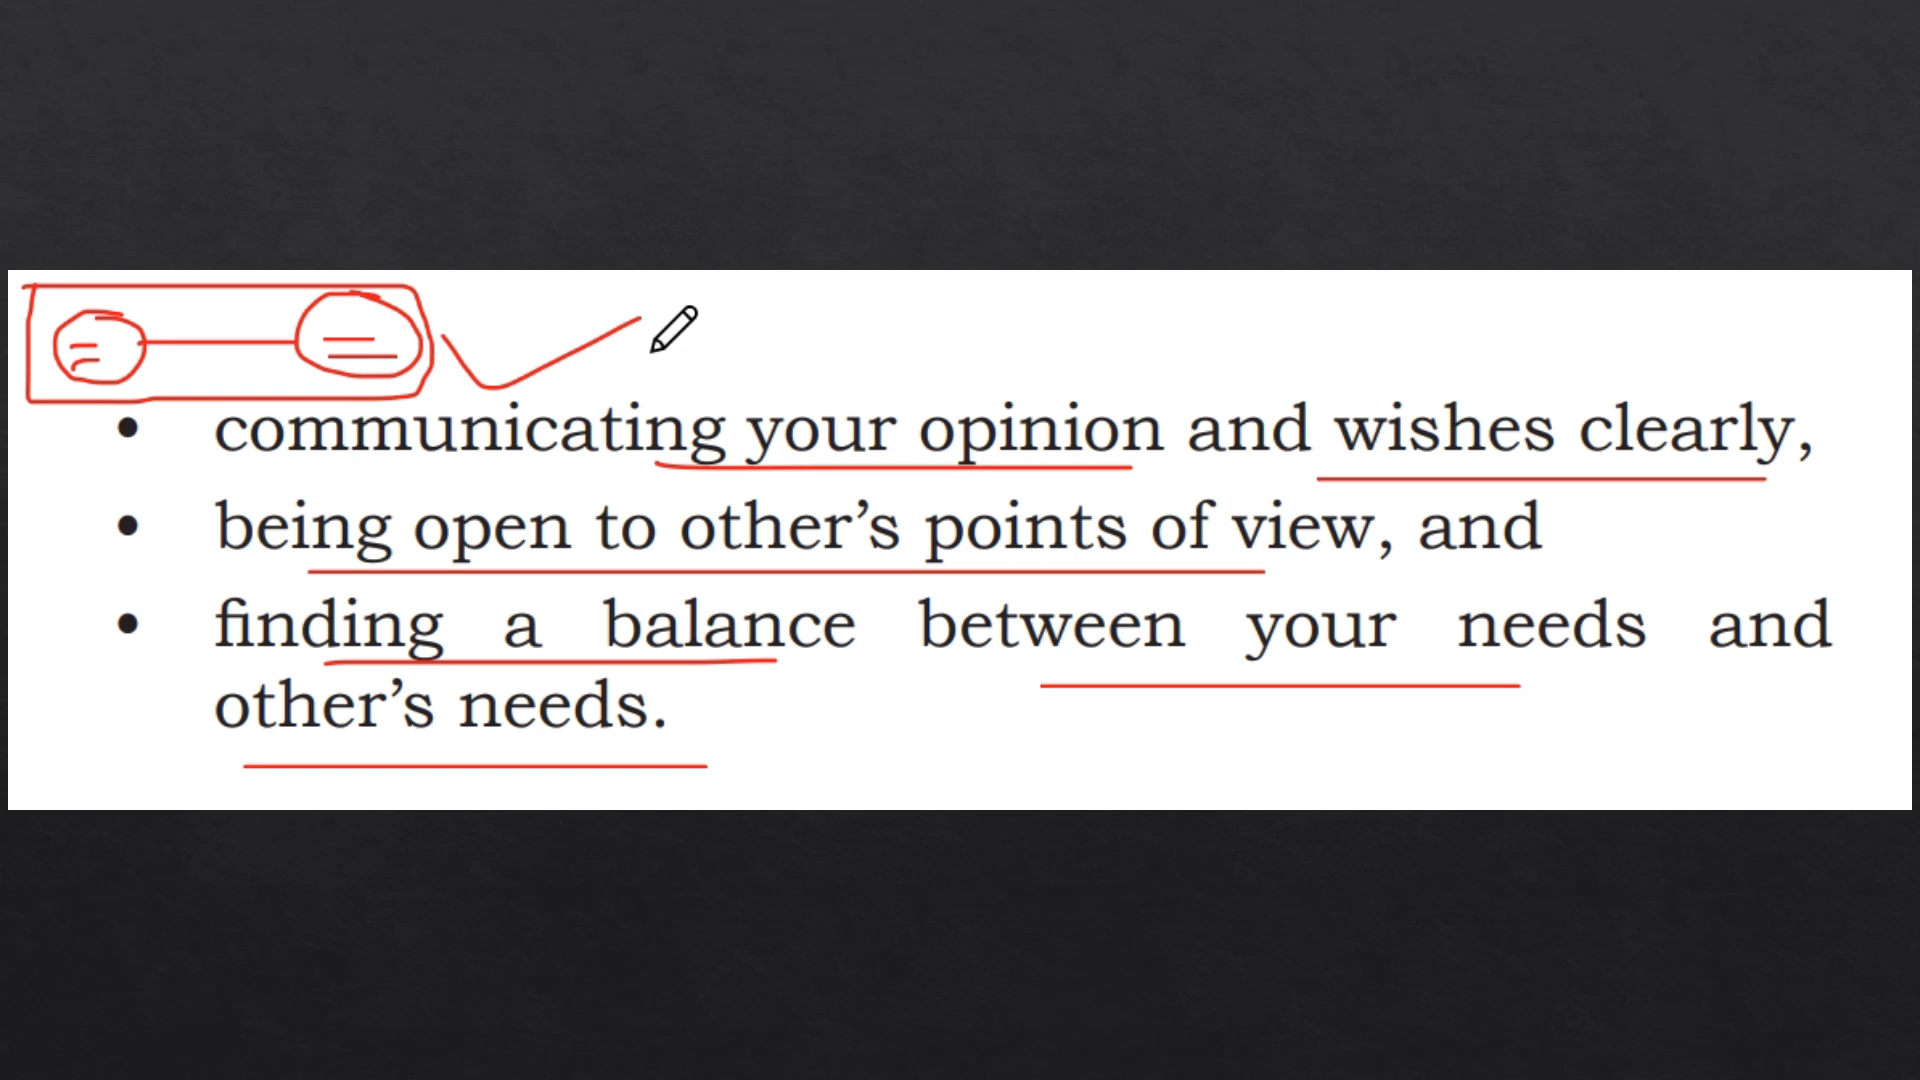 • communicating your opinion and wishes clearly,
• being open to other’s points of view, and
• finding a balance between your needs and
other’s needs.